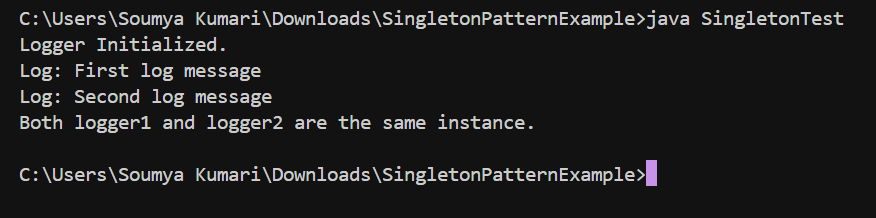 C:\Users\Soumya Kumari\Downloads\SingletonPatternExample>java SingletonTest
Logger Initialized.
Log: First log message
Log: Second log message
Both logger1 and logger2 are the same instance.
C:\Users\Soumya Kumari\Downloads\SingletonPatternExample>